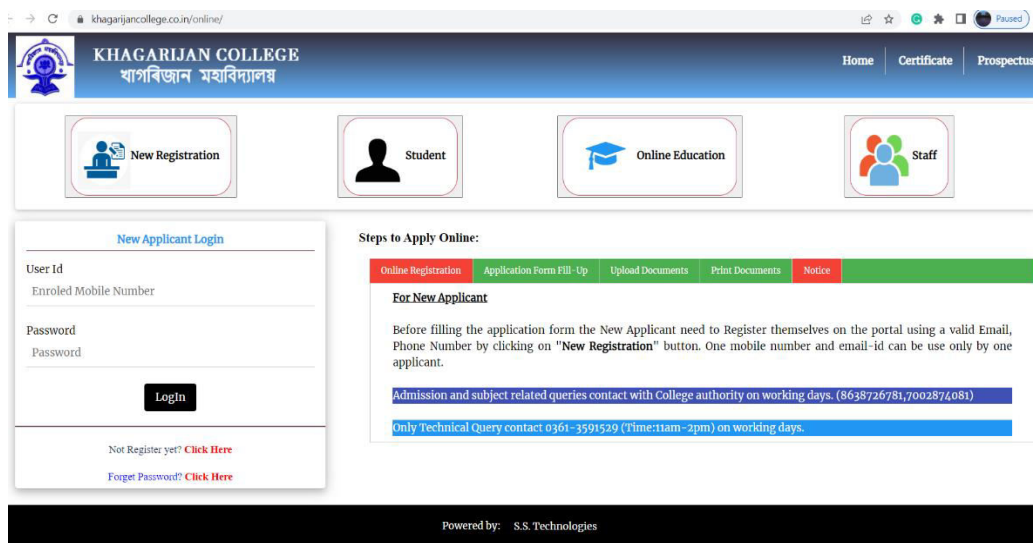 khagarijancollege.co.in/online/
Paused
KHAGARIJAN COLLEGE
খাগৰিজান মহাবিদ্যালয়
Home
Certificate
Prospectus
New Registration
Student
Online Education
Staff
New Applicant Login
User Id
Enroled Mobile Number
Password
Password
LogIn
Not Register yet? Click Here
Forget Password? Click Here
Steps to Apply Online:
Online Registration
Application Form Fill-Up
Upload Documents
Print Documents
Notice
For New Applicant
Before filling the application form the New Applicant need to Register themselves on the portal using a valid Email,
Phone Number by clicking on "New Registration" button. One mobile number and email-id can be use only by one
applicant.
Admission and subject related queries contact with College authority on working days. (8638726781,7002874081)
Only Technical Query contact 0361-3591529 (Time:11am-2pm) on working days.
Powered by: S.S. Technologies